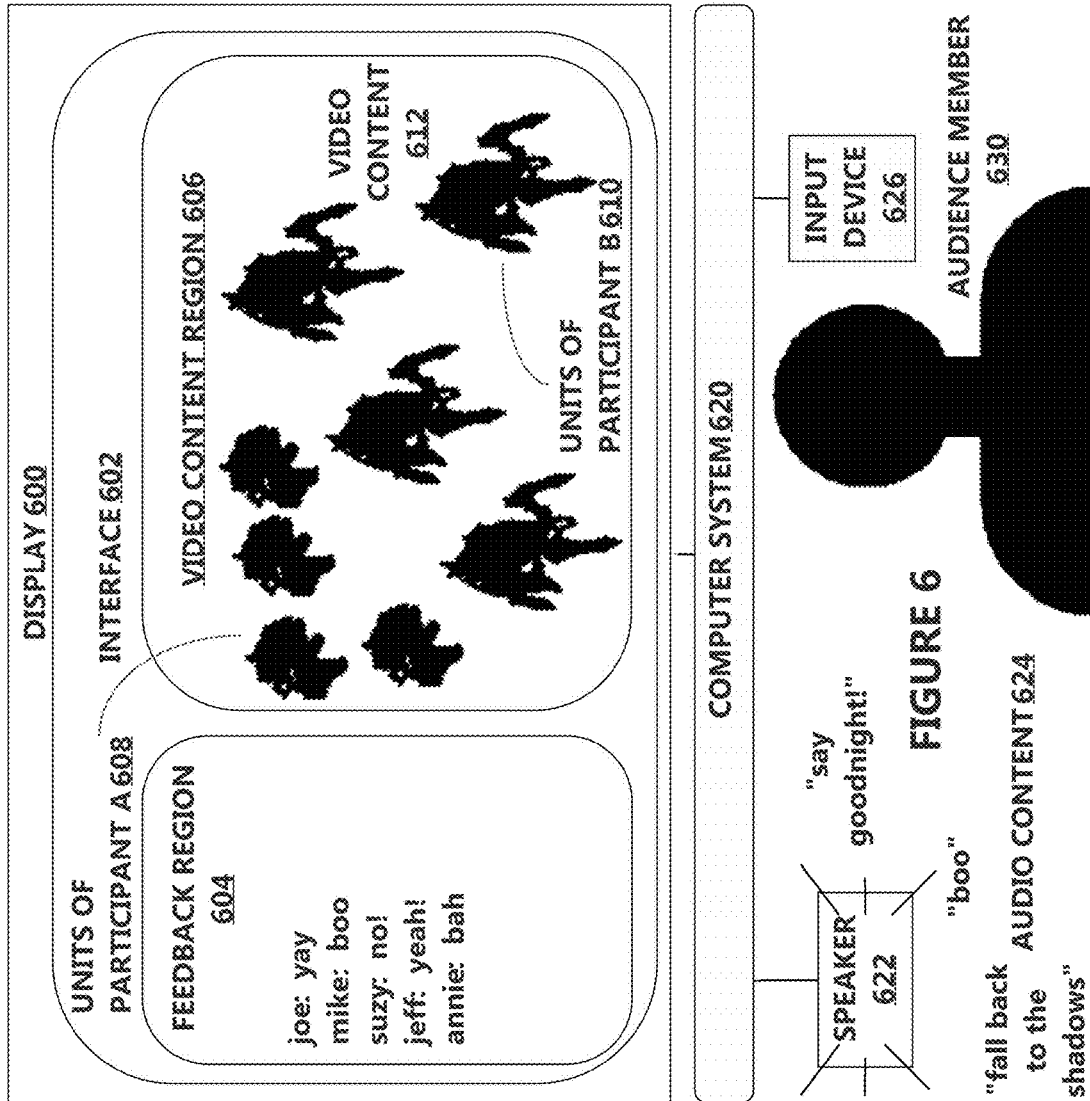 DISPLAY 600
UNITS OF
PARTICIPANT A 608
INTERFACE 602
FEEDBACK REGION
604
joe: yay
mike: boo
suzy: no!
jeff: yeah!
annie: bah
VIDEO CONTENT REGION 606
VIDEO
CONTENT
612
UNITS OF
PARTICIPANT B 610
COMPUTER SYSTEM 620
SPEAKER
622
"say
goodnight!"
"boo"
"fall back
to the
shadows"
AUDIO CONTENT 624
INPUT
DEVICE
626
AUDIENCE MEMBER
630
FIGURE 6